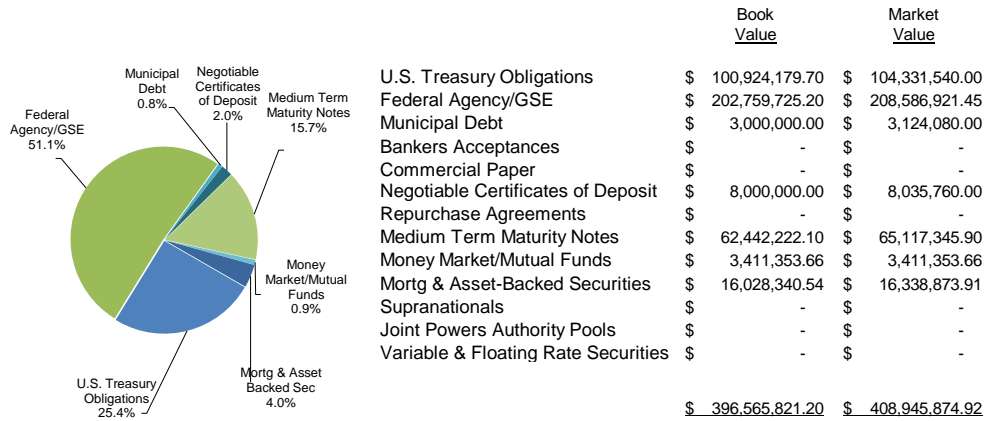 Book Market
Value Value
Municipal
Debt
0.8%
Negotiable
Certificates
of Deposit
2.0%
Medium Term
Maturity Notes
15.7%
Federal
Agency/GSE
51.1%
Money
Market/Mutual
Funds
0.9%
Mortg & Asset
Backed Sec
4.0%
U.S. Treasury
Obligations
25.4%
U.S. Treasury Obligations $ 100,924,179.70 $ 104,331,540.00
Federal Agency/GSE $ 202,759,725.20 $ 208,586,921.45
Municipal Debt $ 3,000,000.00 $ 3,124,080.00
Bankers Acceptances $ - $ -
Commercial Paper $ - $ -
Negotiable Certificates of Deposit $ 8,000,000.00 $ 8,035,760.00
Repurchase Agreements $ - $ -
Medium Term Maturity Notes $ 62,442,222.10 $ 65,117,345.90
Money Market/Mutual Funds $ 3,411,353.66 $ 3,411,353.66
Mortg & Asset-Backed Securities $ 16,028,340.54 $ 16,338,873.91
Supranationals $ - $ -
Joint Powers Authority Pools $ - $ -
Variable & Floating Rate Securities $ - $ -
$ 396,565,821.20 $ 408,945,874.92